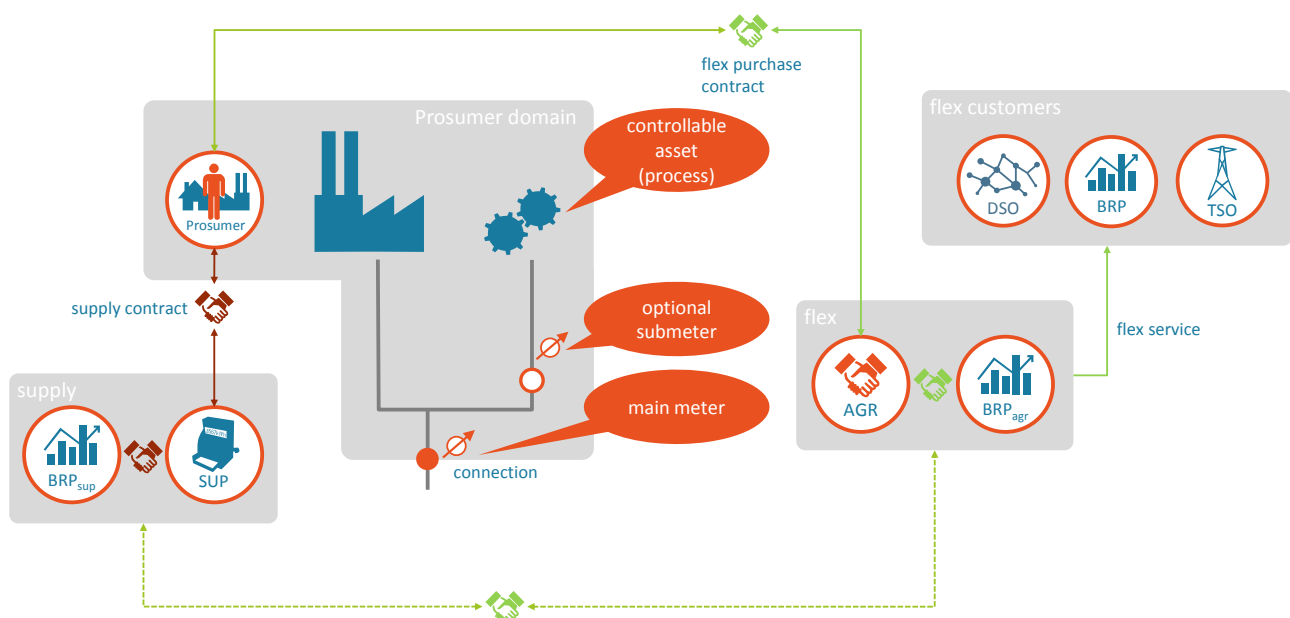 flex purchase
contract
Prosumer domain
controllable
asset
(process)
flex customers
DSO
BRP
TSO
Prosumer
supply contract
optional
submeter
flex
flex service
AGR
BRPagr
supply
main meter
BRPsup
SUP
connection